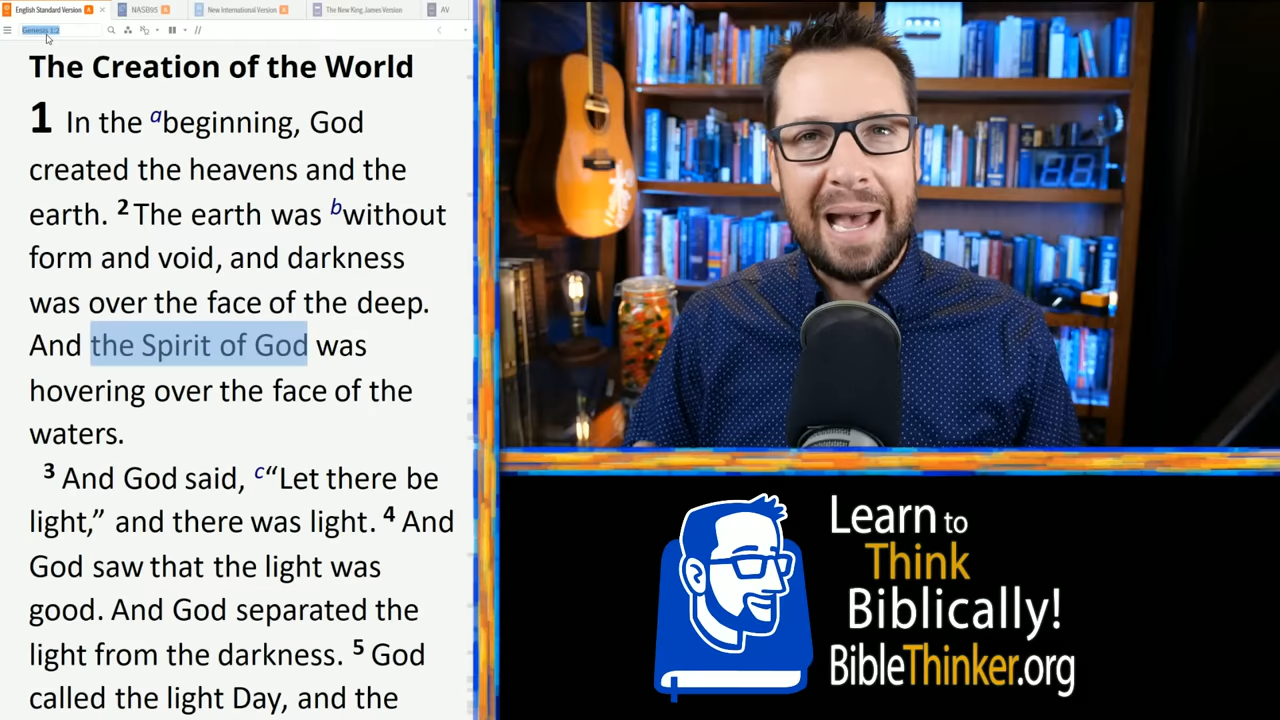 English Standard Version A
NASB95 A
New International Version A
The New King James Version
AV
Genesis 1:2
The Creation of the World
1 In the a beginning, God
created the heavens and the
earth. 2 The earth was b without
form and void, and darkness
was over the face of the deep.
And the Spirit of God was
hovering over the face of the
waters.
3 And God said, c “Let there be
light,” and there was light. 4 And
God saw that the light was
good. And God separated the
light from the darkness. 5 God
called the light Day, and the
Learn to
Think
Biblically!
BibleThinker.org